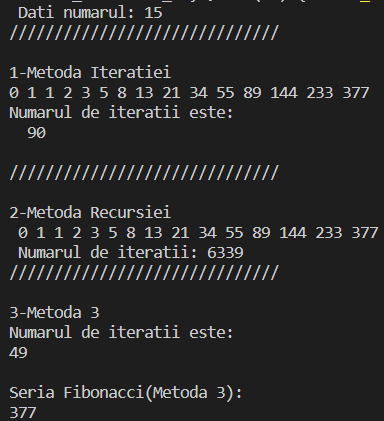 Dati numarul: 15
//////////////////////////////
1-Metoda Iteratiei
0 1 1 2 3 5 8 13 21 34 55 89 144 233 377
Numarul de iteratii este:
90
//////////////////////////////
2-Metoda Recursiei
0 1 1 2 3 5 8 13 21 34 55 89 144 233 377
Numarul de iteratii: 6339
//////////////////////////////
3-Metoda 3
Numarul de iteratii este:
49
Seria Fibonacci(Metoda 3):
377